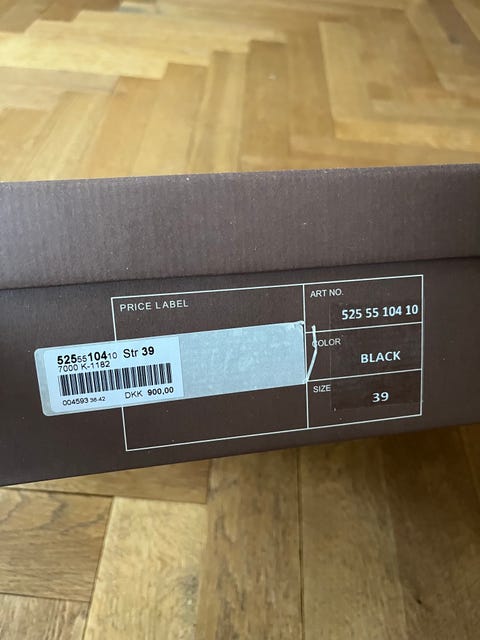 PRICE LABEL
525 55 104 10 Str 39
7000 K-1182
004593 36-42 DKK 900,00
ART NO.
525 55 104 10
COLOR
BLACK
SIZE
39